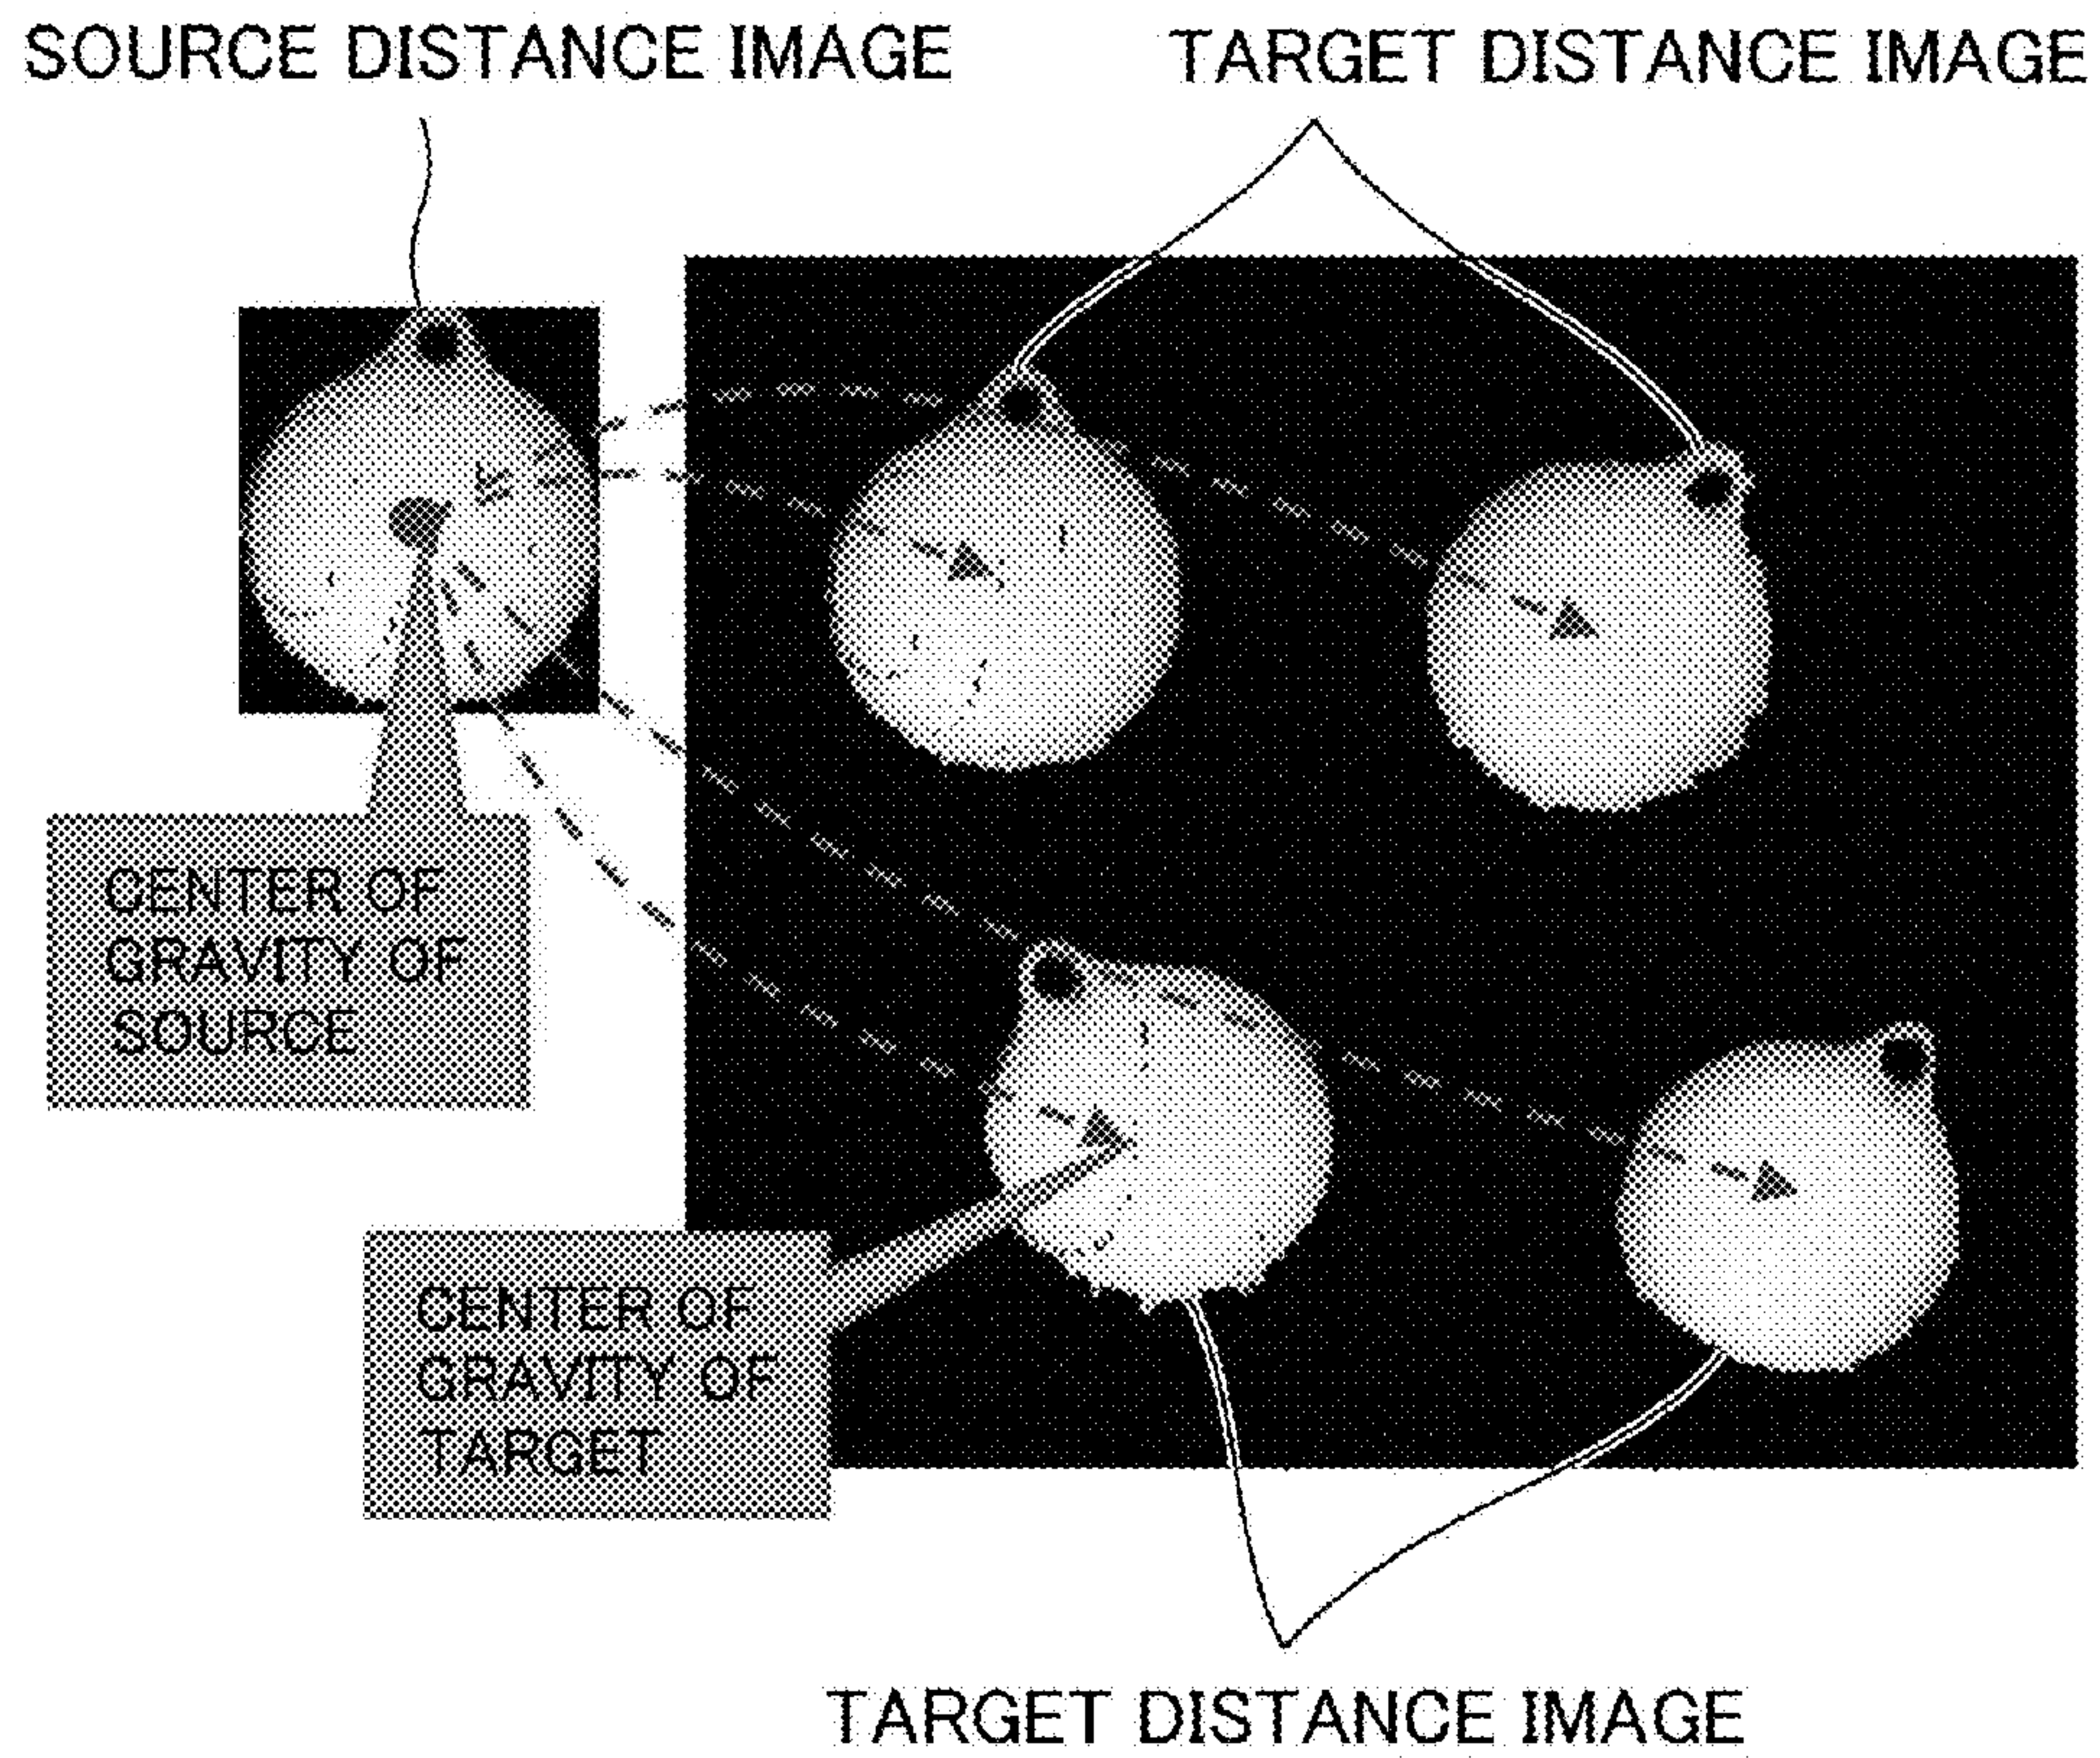 SOURCE DISTANCE IMAGE
TARGET DISTANCE IMAGE
CENTER OF
GRAVITY OF
SOURCE
CENTER OF
GRAVITY OF
TARGET
TARGET DISTANCE IMAGE